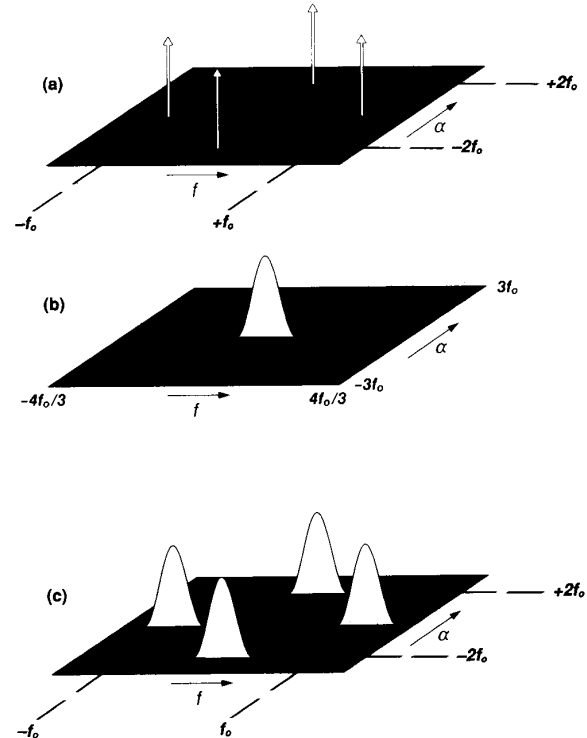 (a)
+2fₒ
α
−2fₒ
f
−fₒ
+fₒ
(b)
3fₒ
α
−3fₒ
−4fₒ/3
f
4fₒ/3
(c)
+2fₒ
α
−2fₒ
f
−fₒ
fₒ